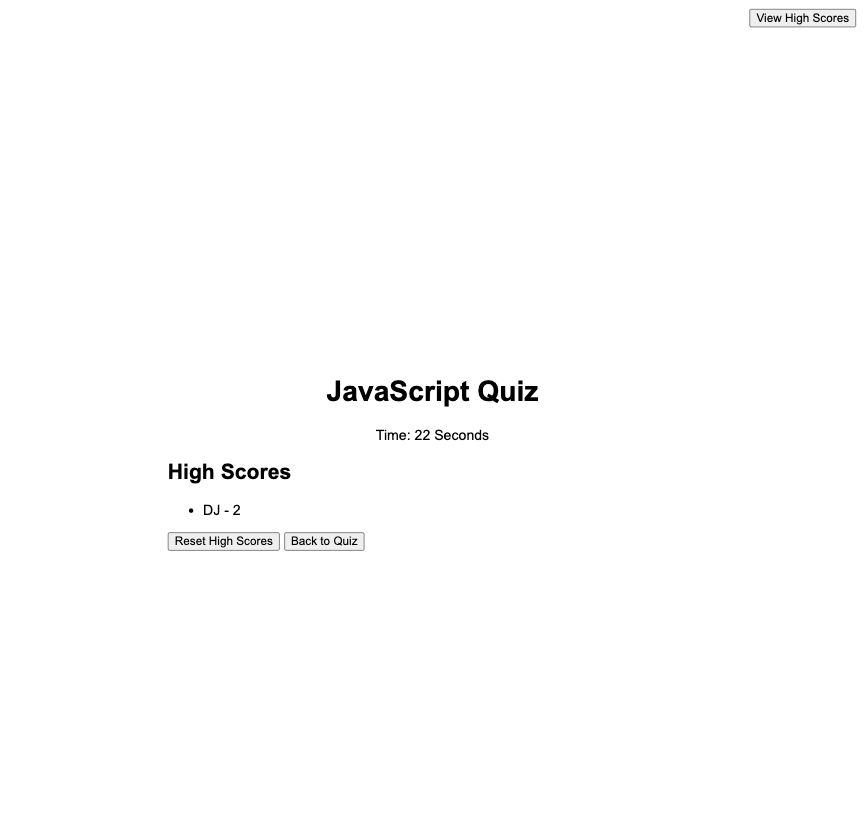 View High Scores
JavaScript Quiz
Time: 22 Seconds
High Scores
• DJ - 2
Reset High Scores Back to Quiz